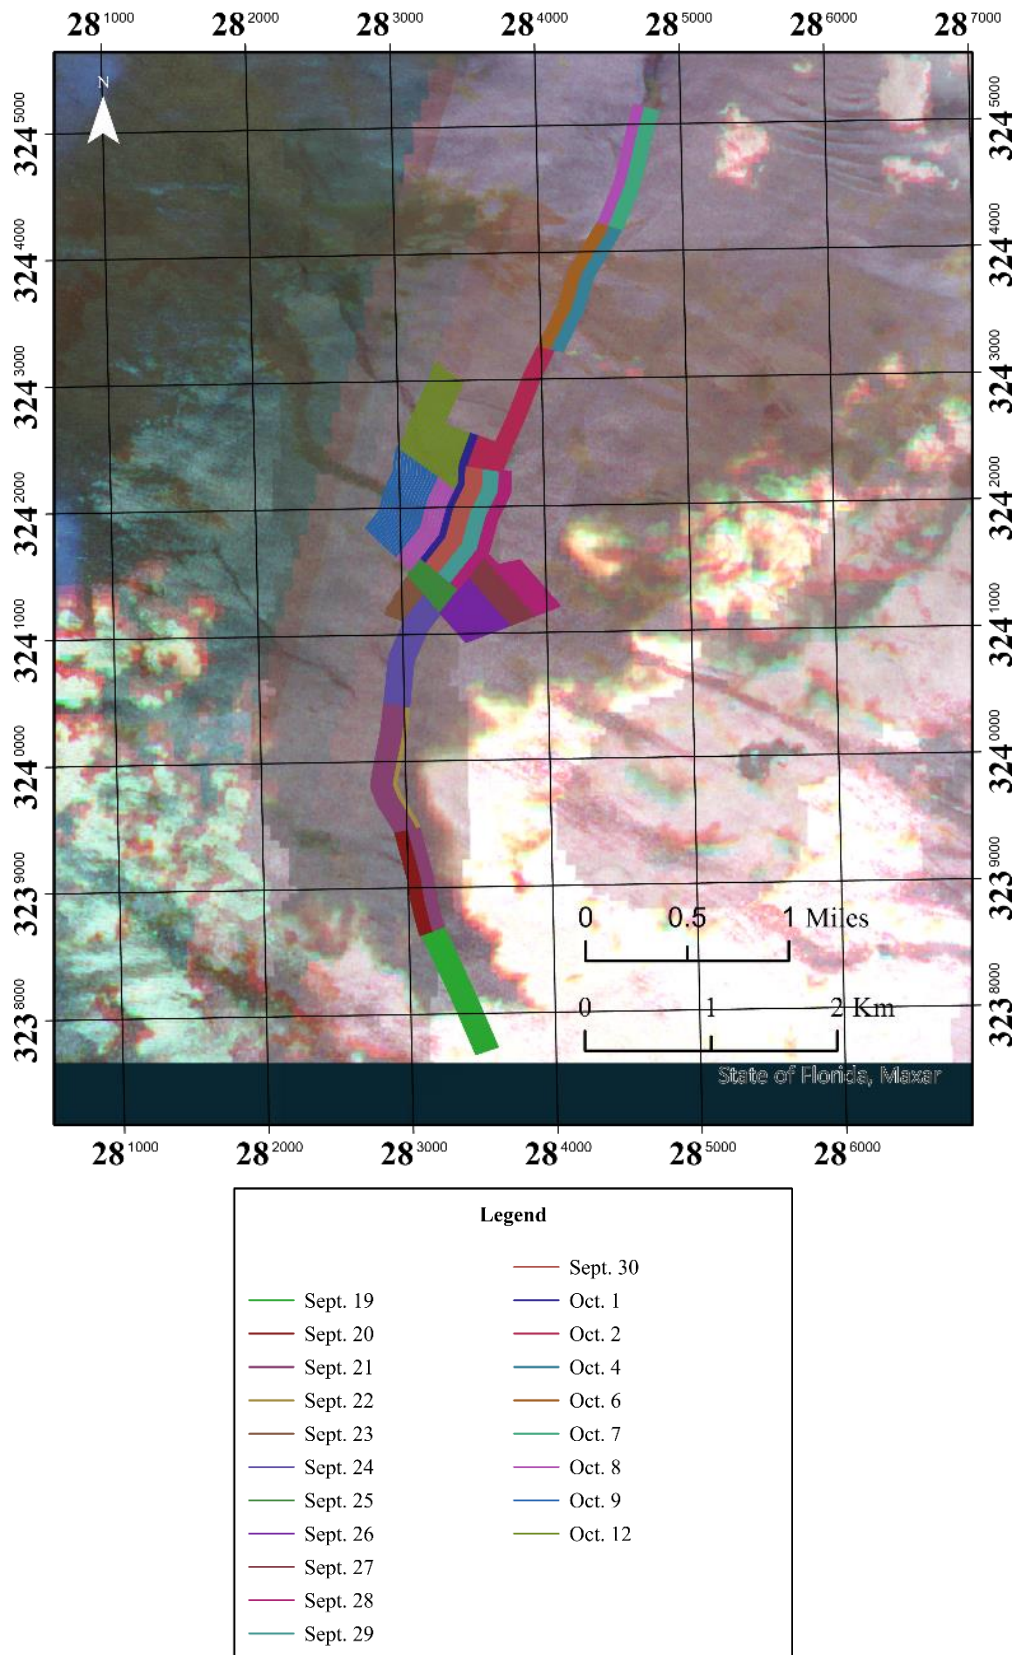 28 1000 28 2000 28 3000 28 4000 28 5000 28 6000 28 7000
N
324 5000 324 5000
324 4000 324 4000
324 3000 324 3000
324 2000 324 2000
324 1000 324 1000
324 0000 324 0000
323 9000 323 9000
0 0.5 1 Miles
323 8000 323 8000
0 1 2 Km
State of Florida, Maxar
28 1000 28 2000 28 3000 28 4000 28 5000 28 6000
Legend
Sept. 19
Sept. 20
Sept. 21
Sept. 22
Sept. 23
Sept. 24
Sept. 25
Sept. 26
Sept. 27
Sept. 28
Sept. 29
Sept. 30
Oct. 1
Oct. 2
Oct. 4
Oct. 6
Oct. 7
Oct. 8
Oct. 9
Oct. 12